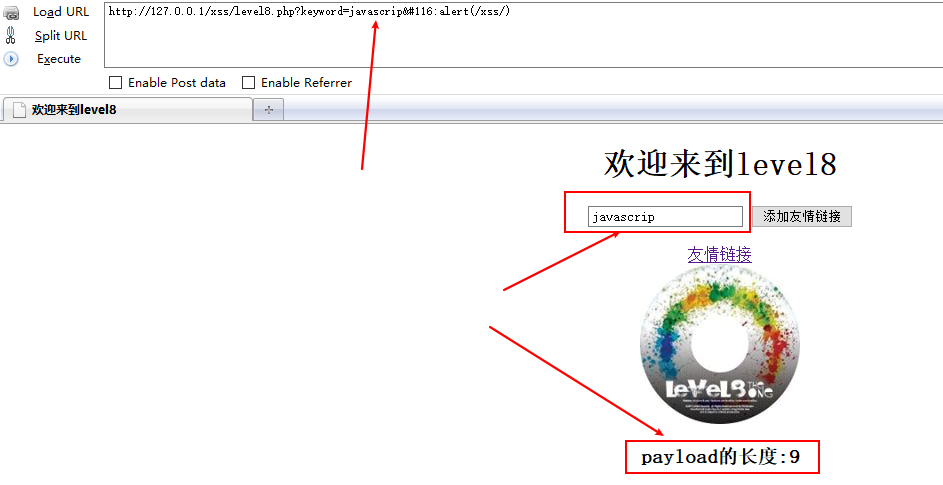 Load URL
http://127.0.0.1/xss/level8.php?keyword=javascrip&#116:alert(/xss/)
Split URL
Execute
Enable Post data Enable Referrer
欢迎来到level8
欢迎来到level8
javascrip 添加友情链接
友情链接
LeVeL8
payload的长度:9